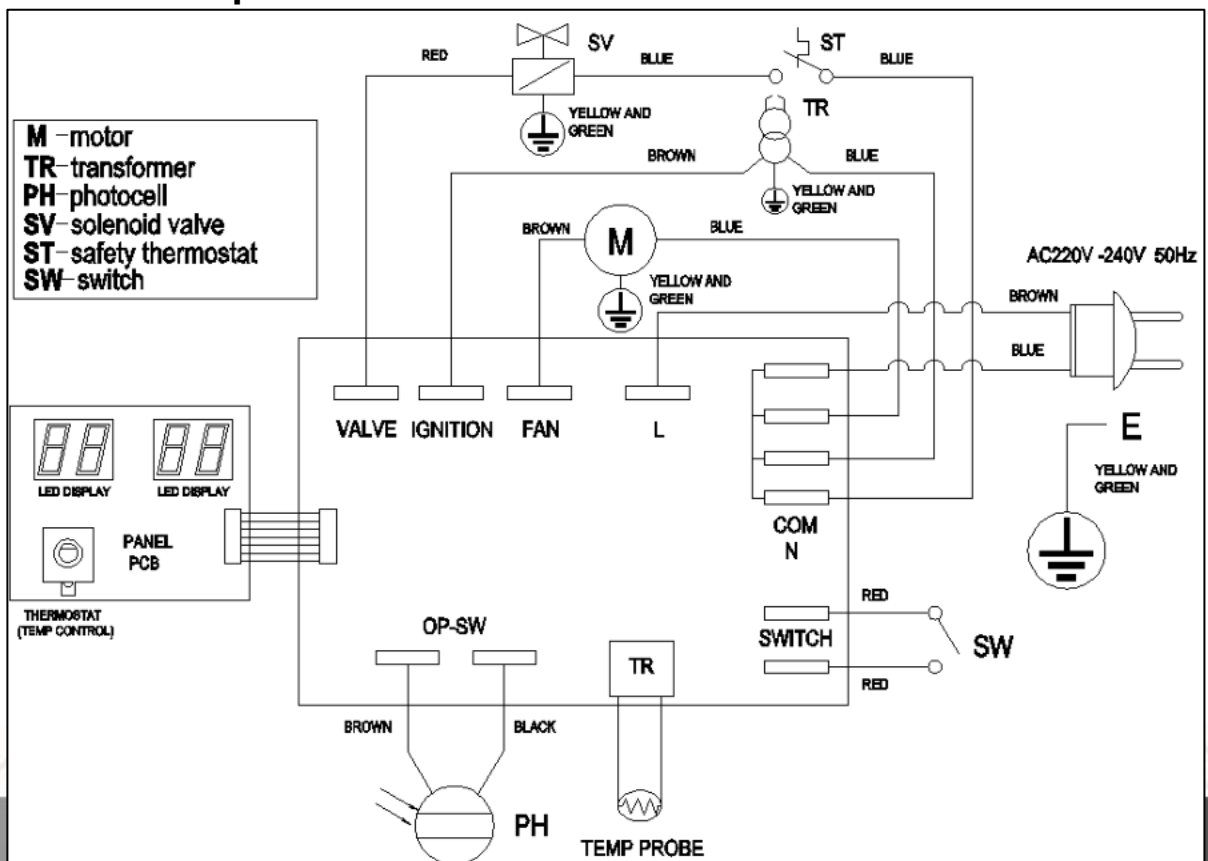 RED
SV
BLUE
ST
BLUE
YELLOW AND
GREEN
TR
M-motor
TR-transformer
PH-photocell
SV-solenoid valve
ST-safety thermostat
SW-switch
BROWN
BLUE
YELLOW AND
GREEN
BROWN
M
BLUE
YELLOW AND
GREEN
AC220V -240V 50Hz
BROWN
BLUE
VALVE IGNITION FAN L
E
YELLOW AND
GREEN
88 88
LED DISPLAY LED DISPLAY
PANEL
PCB
THERMOSTAT
(TEMP CONTROL)
COM
N
RED
SWITCH
SW
RED
OP-SW
TR
BROWN
BLACK
PH
TEMP PROBE